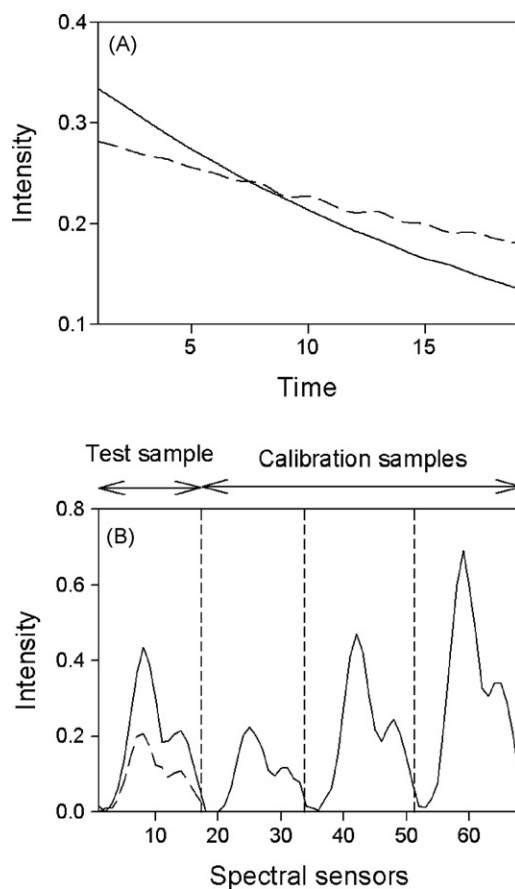 (A)
0.4
0.3
0.2
0.1
Intensity
5 10 15
Time
Test sample Calibration samples
(B)
0.8
0.6
0.4
0.2
0.0
Intensity
10 20 30 40 50 60
Spectral sensors